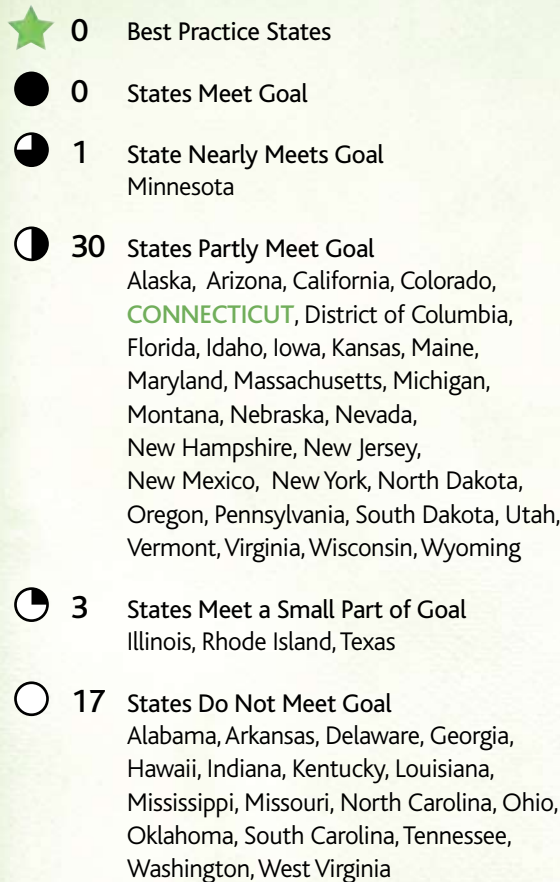 0 Best Practice States
0 States Meet Goal
1 State Nearly Meets Goal
Minnesota
30 States Partly Meet Goal
Alaska, Arizona, California, Colorado,
CONNECTICUT, District of Columbia,
Florida, Idaho, Iowa, Kansas, Maine,
Maryland, Massachusetts, Michigan,
Montana, Nebraska, Nevada,
New Hampshire, New Jersey,
New Mexico, New York, North Dakota,
Oregon, Pennsylvania, South Dakota, Utah,
Vermont, Virginia, Wisconsin, Wyoming
3 States Meet a Small Part of Goal
Illinois, Rhode Island, Texas
17 States Do Not Meet Goal
Alabama, Arkansas, Delaware, Georgia,
Hawaii, Indiana, Kentucky, Louisiana,
Mississippi, Missouri, North Carolina, Ohio,
Oklahoma, South Carolina, Tennessee,
Washington, West Virginia